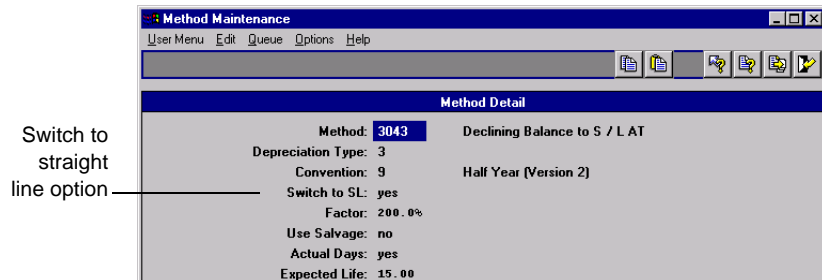 Method Maintenance
User Menu Edit Queue Options Help
Method Detail
Method: 3043 Declining Balance to S / L AT
Depreciation Type: 3
Convention: 9 Half Year (Version 2)
Switch to SL: yes
Factor: 200.0%
Use Salvage: no
Actual Days: yes
Expected Life: 15.00
Switch to
straight
line option